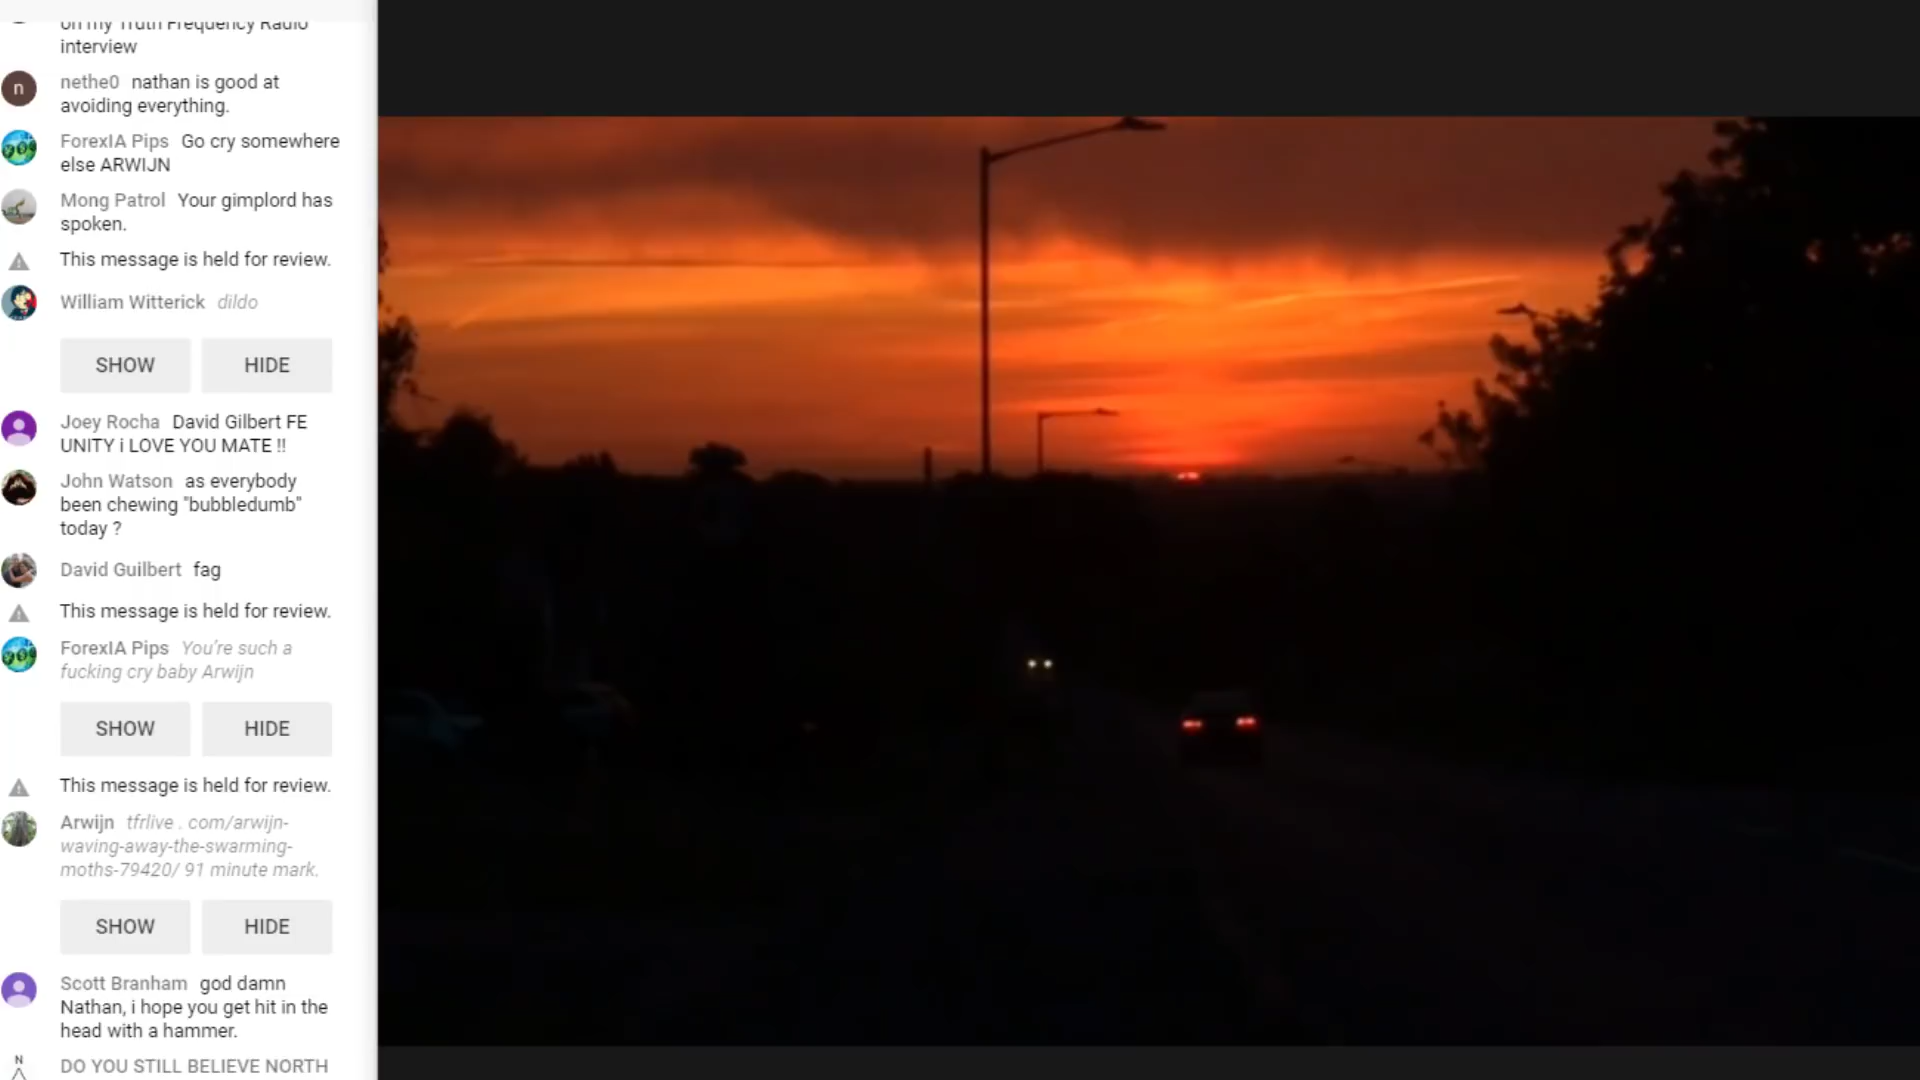 on my Truth Frequency Radio
interview
n
nethe0 nathan is good at
avoiding everything.
ForexIA Pips Go cry somewhere
else ARWIJN
Mong Patrol Your gimplord has
spoken.
This message is held for review.
William Witterick dildo
SHOW HIDE
Joey Rocha David Gilbert FE
UNITY i LOVE YOU MATE !!
John Watson as everybody
been chewing "bubbledumb"
today ?
David Guilbert fag
This message is held for review.
ForexIA Pips You're such a
fucking cry baby Arwijn
SHOW HIDE
This message is held for review.
Arwijn tfrlive . com/arwijn-
waving-away-the-swarming-
moths-79420/ 91 minute mark.
SHOW HIDE
Scott Branham god damn
Nathan, i hope you get hit in the
head with a hammer.
N
DO YOU STILL BELIEVE NORTH